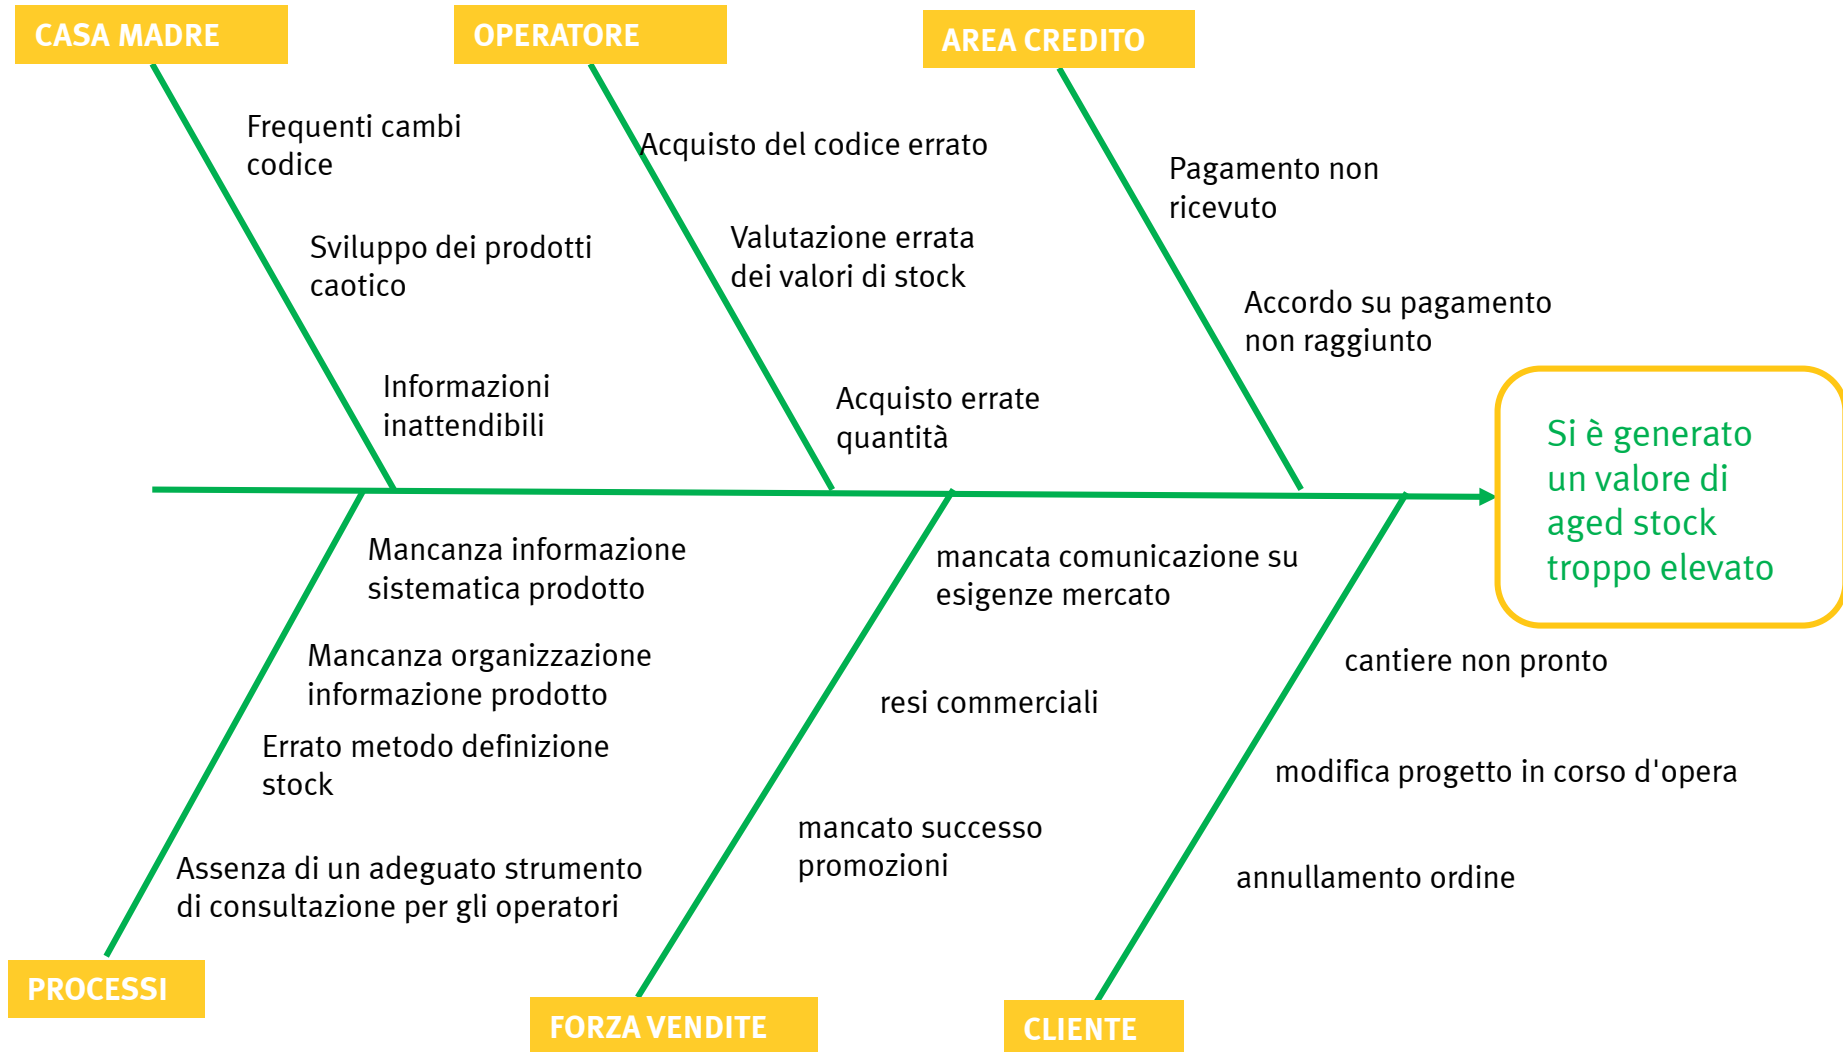 CASA MADRE
OPERATORE
AREA CREDITO
Frequenti cambi
codice
Sviluppo dei prodotti
caotico
Informazioni
inattendibili
Acquisto del codice errato
Valutazione errata
dei valori di stock
Acquisto errate
quantità
Pagamento non
ricevuto
Accordo su pagamento
non raggiunto
Si è generato
un valore di
aged stock
troppo elevato
Mancanza informazione
sistematica prodotto
Mancanza organizzazione
informazione prodotto
Errato metodo definizione
stock
Assenza di un adeguato strumento
di consultazione per gli operatori
mancata comunicazione su
esigenze mercato
resi commerciali
mancato successo
promozioni
cantiere non pronto
modifica progetto in corso d'opera
annullamento ordine
PROCESSI
FORZA VENDITE
CLIENTE